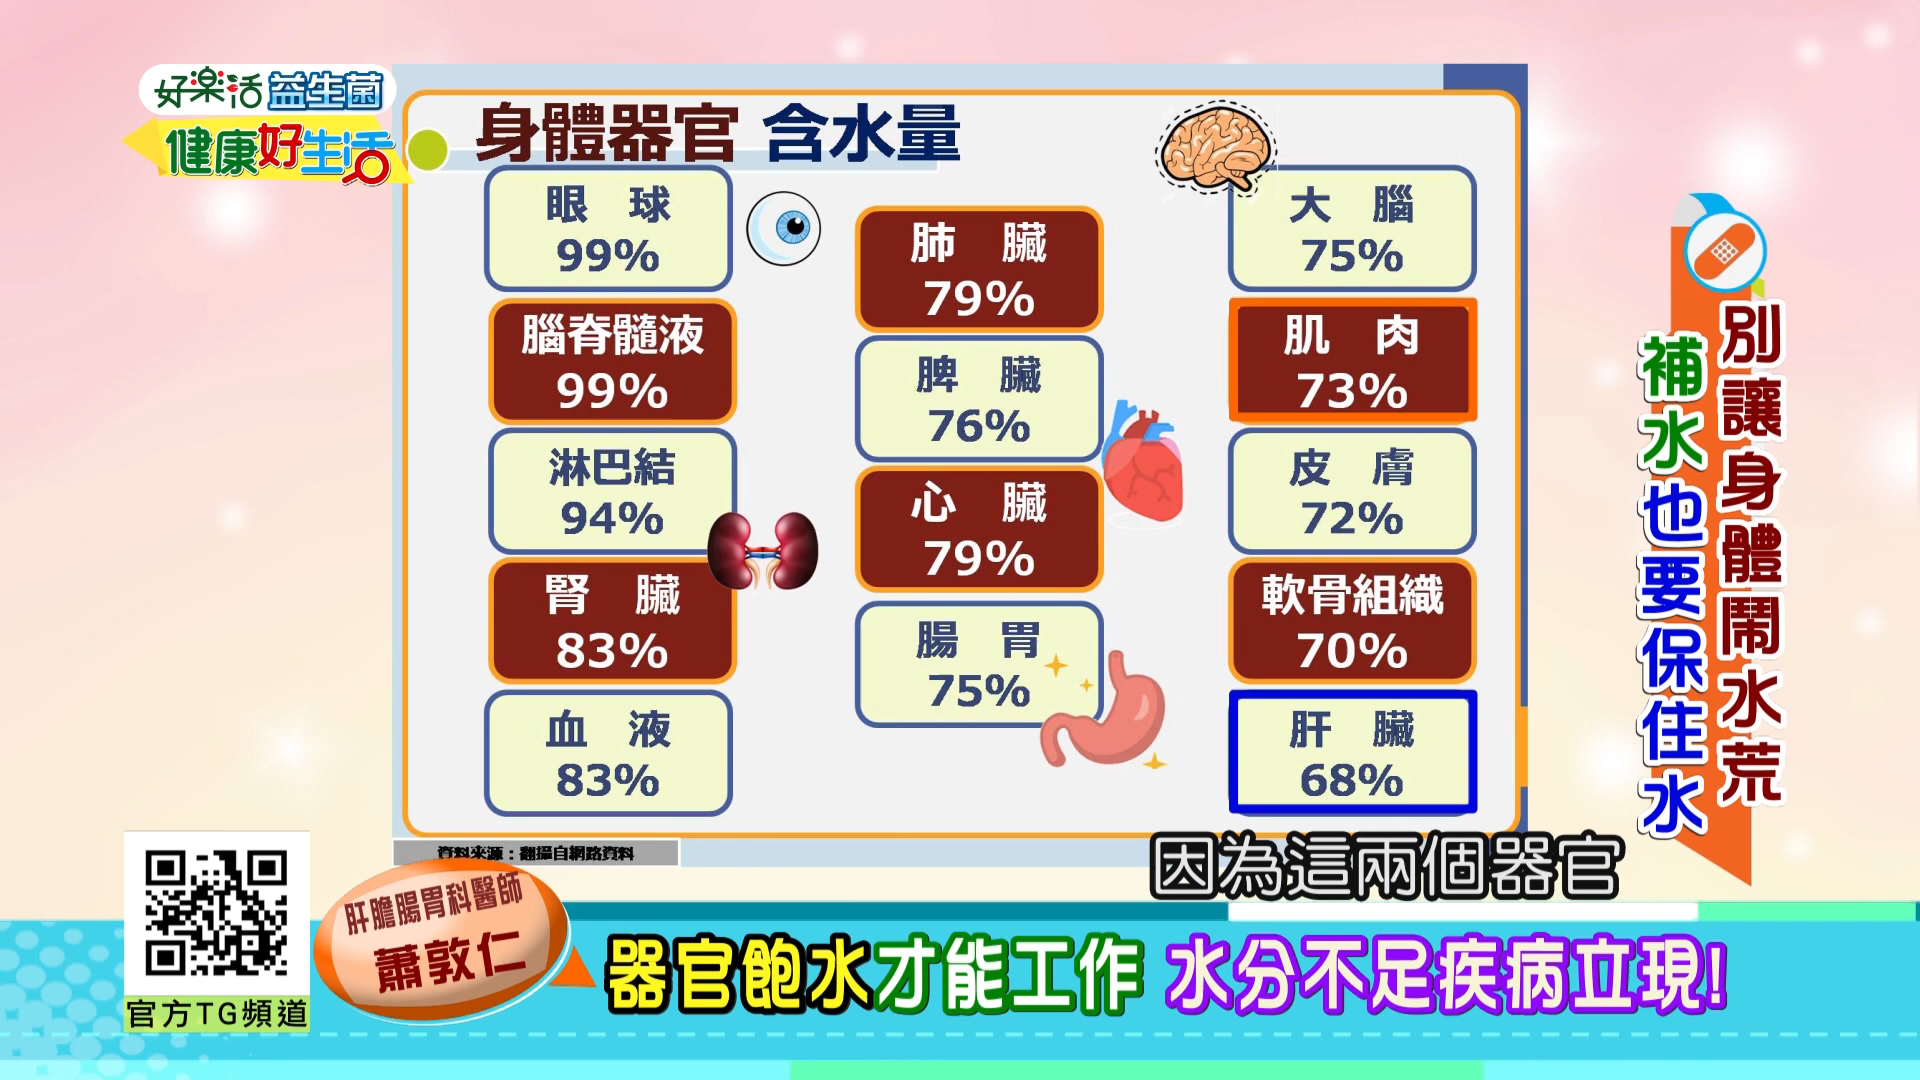 好樂活益生菌
健康好生活
身體器官 含水量
眼 球
99%
腦脊髓液
99%
淋巴結
94%
腎 臟
83%
血 液
83%
肺 臟
79%
脾 臟
76%
心 臟
79%
腸 胃
75%
大 腦
75%
肌 肉
73%
皮 膚
72%
軟骨組織
70%
肝 臟
68%
別讓身體鬧水荒
補水也要保住水
資料來源：翻攝自網路資料
因為這兩個器官
肝膽腸胃科醫師
蕭敦仁
器官飽水才能工作 水分不足疾病立現!
官方TG頻道